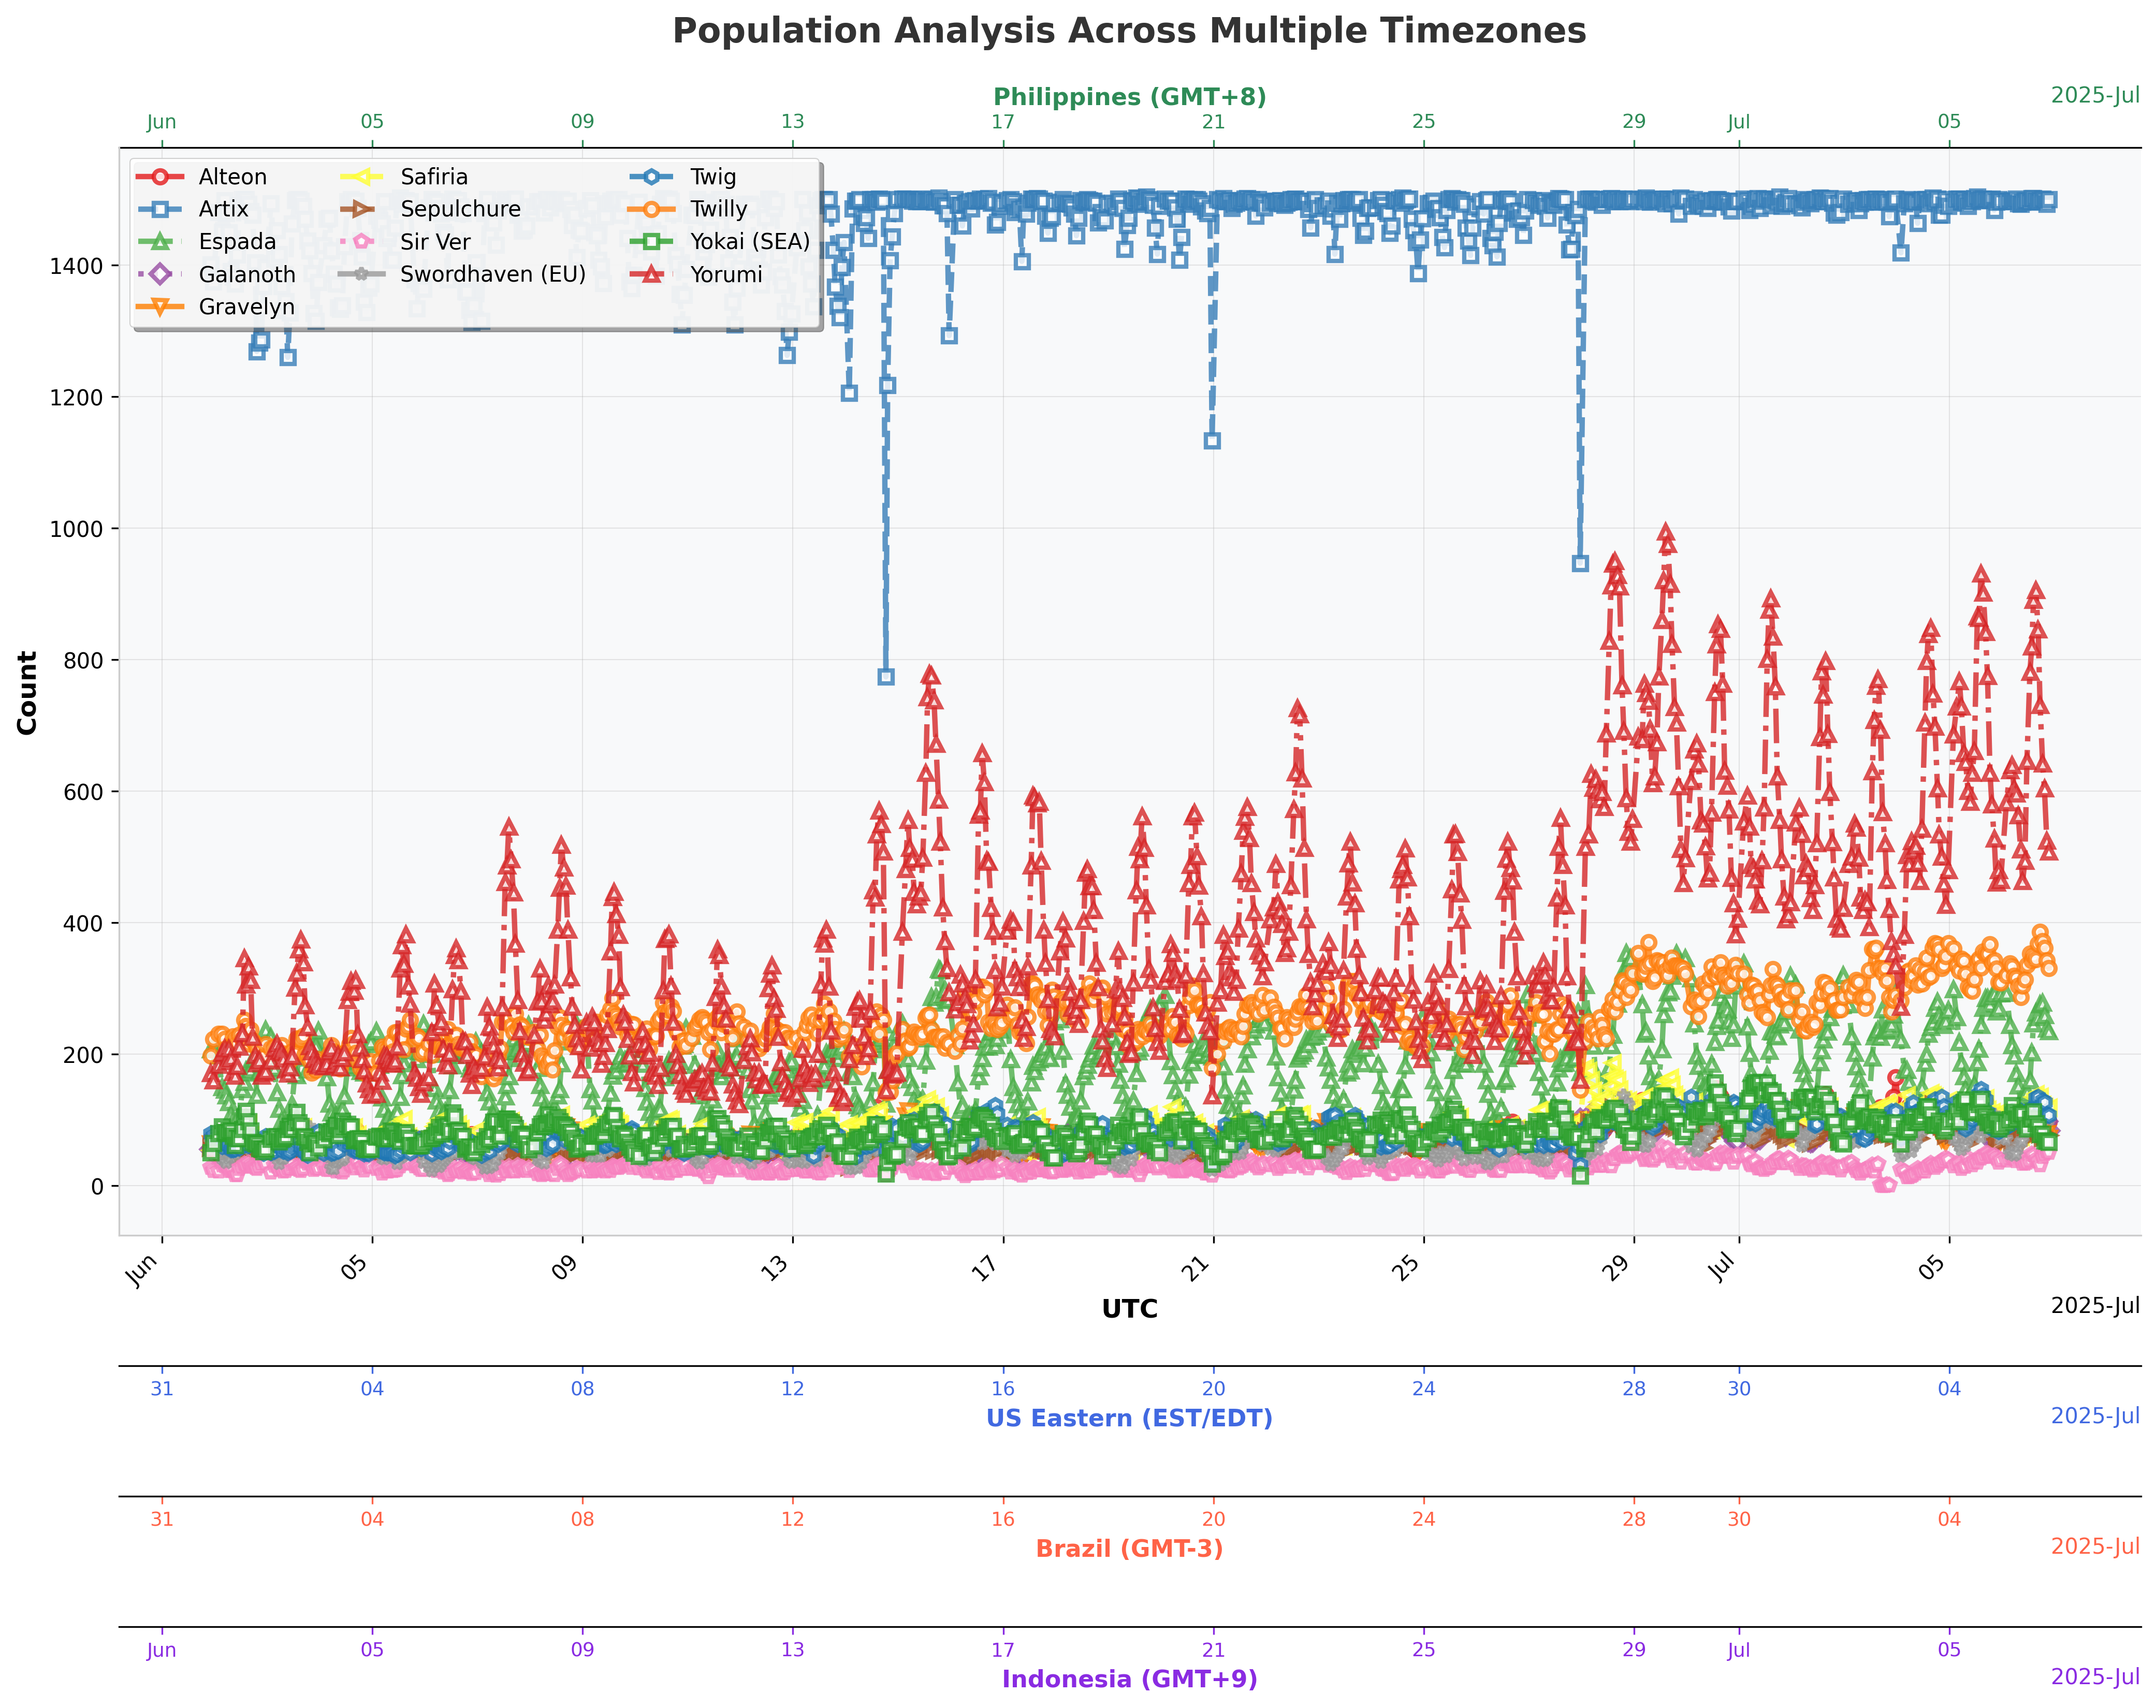 Population Analysis Across Multiple Timezones
Philippines (GMT+8)
2025-Jul
Jun 05 09 13 17 21 25 29 Jul 05
Alteon Safiria Twig
Artix Sepulchure Twilly
Espada Sir Ver Yokai (SEA)
Galanoth Swordhaven (EU) Yorumi
Gravelyn
1400
1200
1000
800
600
400
200
0
Count
Jun 05 09 13 17 21 25 29 Jul 05
UTC
2025-Jul
31 04 08 12 16 20 24 28 30 04
US Eastern (EST/EDT)
2025-Jul
31 04 08 12 16 20 24 28 30 04
Brazil (GMT-3)
2025-Jul
Jun 05 09 13 17 21 25 29 Jul 05
Indonesia (GMT+9)
2025-Jul